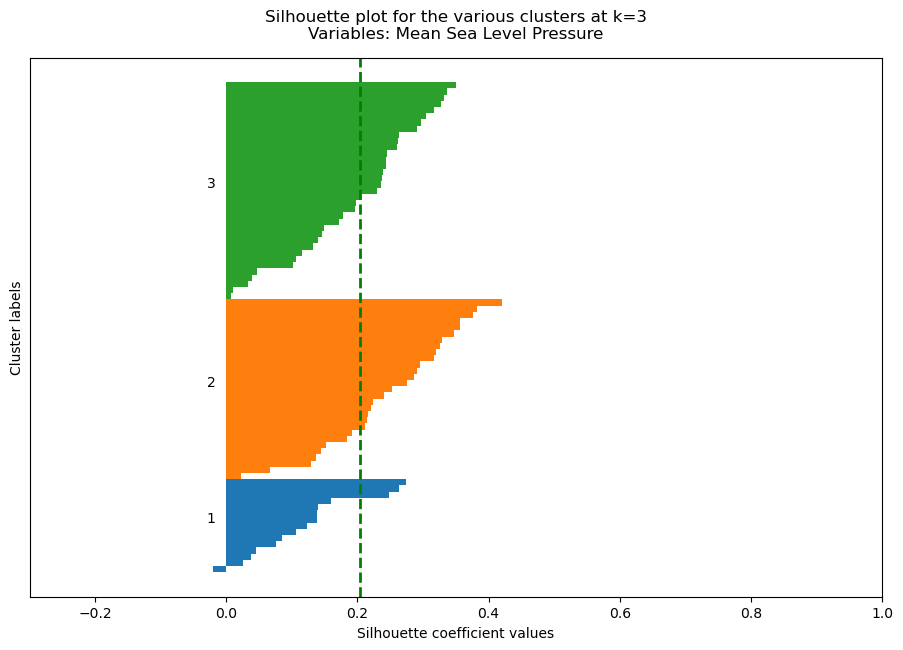 Silhouette plot for the various clusters at k=3
Variables: Mean Sea Level Pressure
Cluster labels
3
2
1
−0.2 0.0 0.2 0.4 0.6 0.8 1.0
Silhouette coefficient values